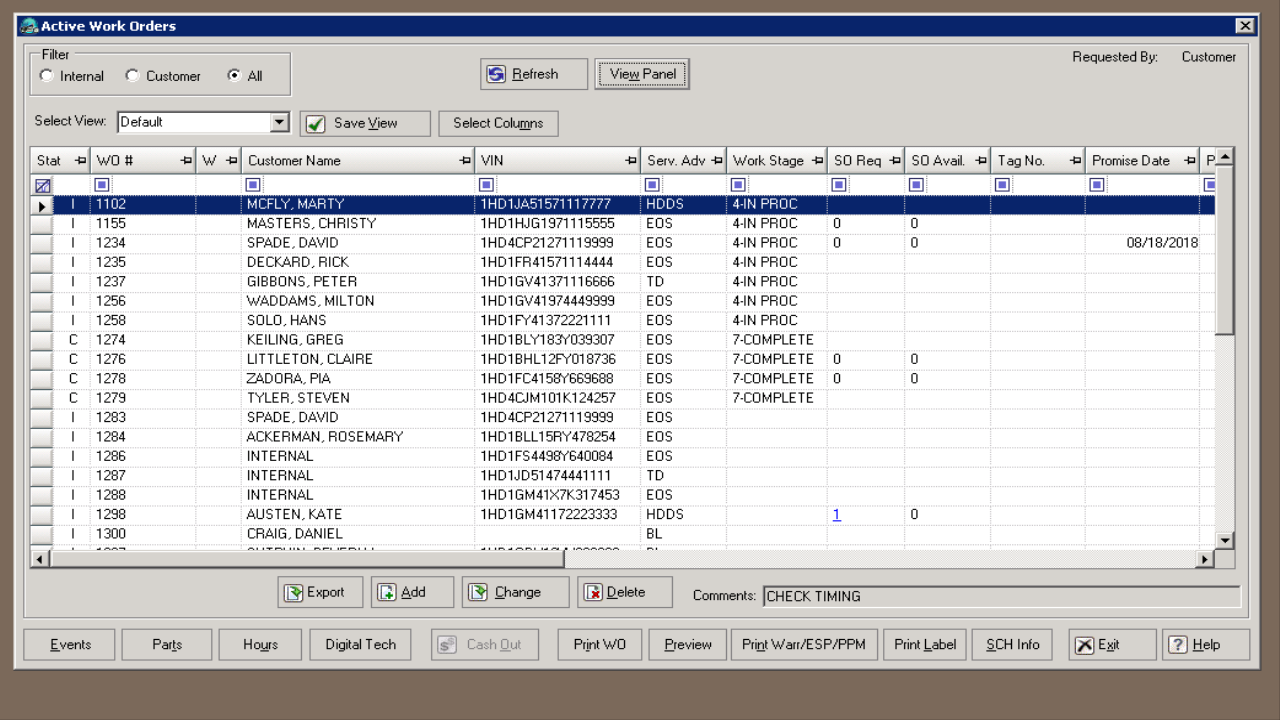 Active Work Orders
Filter
Internal Customer All
Refresh View Panel
Requested By: Customer
Select View: Default Save View Select Columns
Stat WO # W Customer Name VIN Serv. Adv Work Stage SO Req SO Avail. Tag No. Promise Date P
I 1102 MCFLY, MARTY 1HD1JA51571117777 HDDS 4-IN PROC
I 1155 MASTERS, CHRISTY 1HD1HJG1971115555 EOS 4-IN PROC 0 0
I 1234 SPADE, DAVID 1HD4CP21271119999 EOS 4-IN PROC 0 0 08/18/2018
I 1235 DECKARD, RICK 1HD1FR41571114444 EOS 4-IN PROC
I 1237 GIBBONS, PETER 1HD1GV41371116666 TD 4-IN PROC
I 1256 WADDAMS, MILTON 1HD1GV41974449999 EOS 4-IN PROC
I 1258 SOLO, HANS 1HD1FY41372221111 EOS 4-IN PROC
C 1274 KEILING, GREG 1HD1BLY183Y039307 EOS 7-COMPLETE
C 1276 LITTLETON, CLAIRE 1HD1BHL12FY018736 EOS 7-COMPLETE 0 0
C 1278 ZADORA, PIA 1HD1FC4158Y669688 EOS 7-COMPLETE 0 0
C 1279 TYLER, STEVEN 1HD4CJM101K124257 EOS 7-COMPLETE
I 1283 SPADE, DAVID 1HD4CP21271119999 EOS
I 1284 ACKERMAN, ROSEMARY 1HD1BLL15RY478254 EOS
I 1286 INTERNAL 1HD1FS4498Y640084 EOS
I 1287 INTERNAL 1HD1JD51474441111 TD
I 1288 INTERNAL 1HD1GM41X7K317453 EOS
I 1298 AUSTEN, KATE 1HD1GM41172223333 HDDS 1 0
I 1300 CRAIG, DANIEL BL
Export Add Change Delete Comments: CHECK TIMING
Events Parts Hours Digital Tech Cash Out Print WO Preview Print Warr/ESP/PPM Print Label SCH Info Exit Help